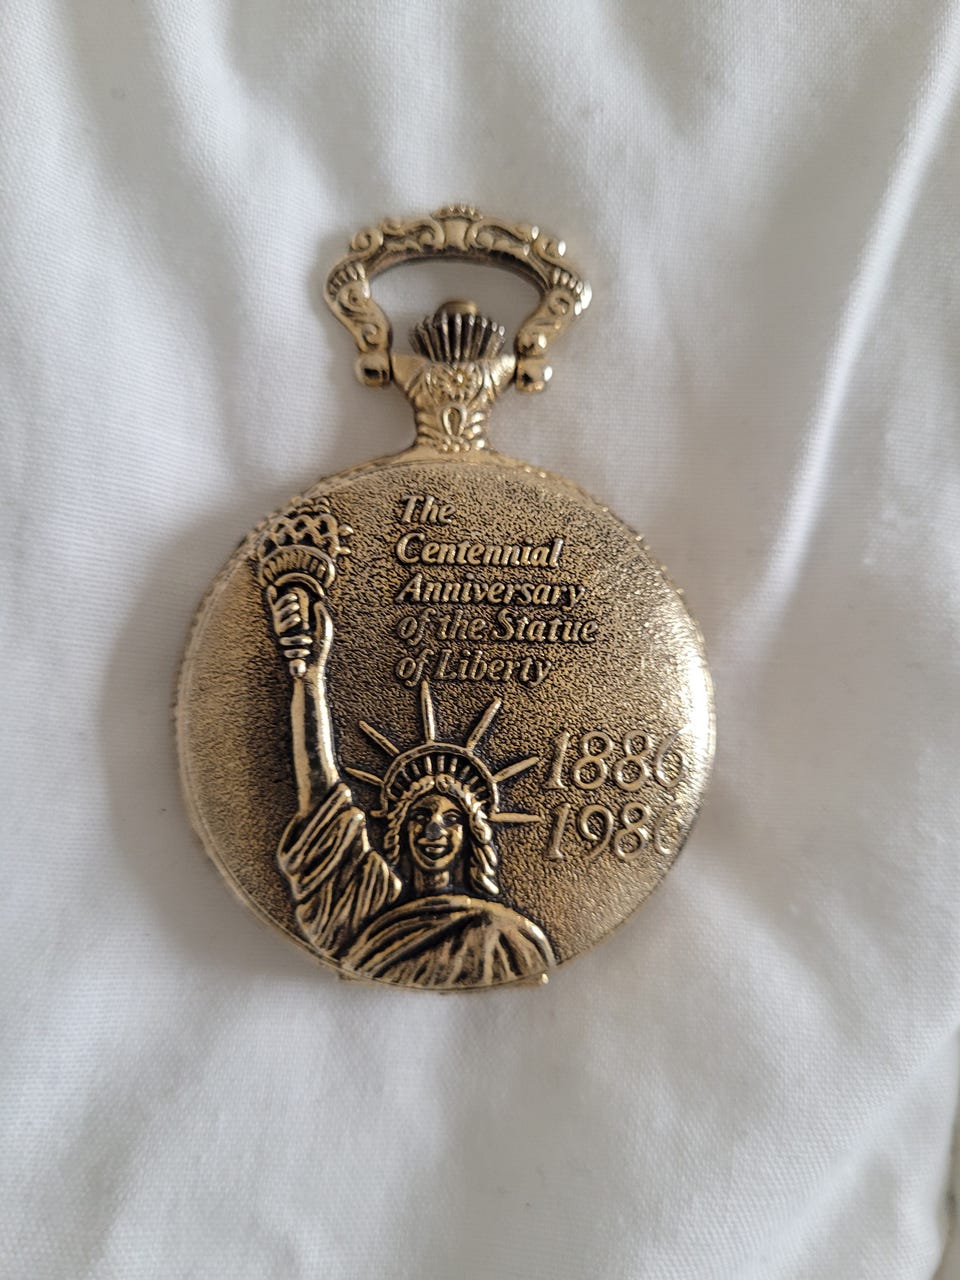 The
Centennial
Anniversary
of the Statue
of Liberty
1886
1986